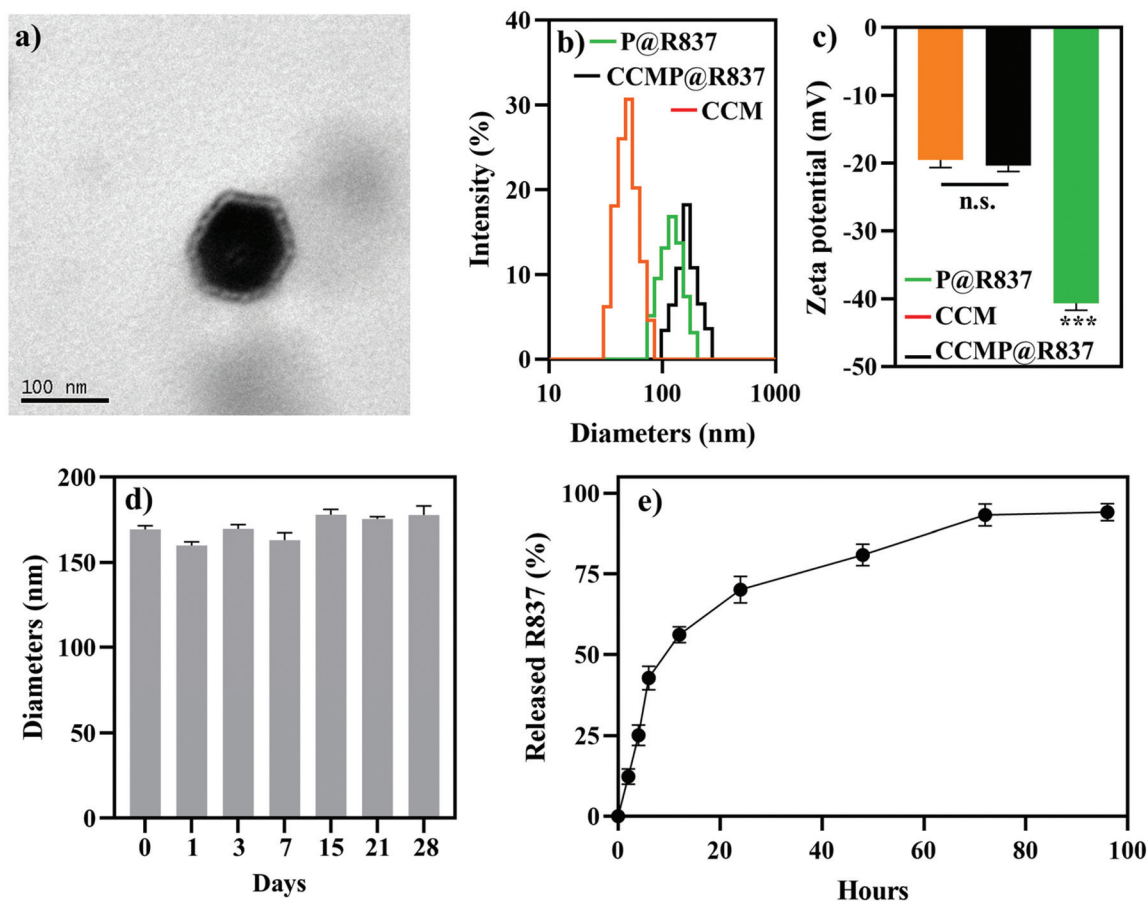 a)
100 nm
b)
P@R837
CCMP@R837
CCM
Intensity (%)
40
30
20
10
0
10
100
1000
Diameters (nm)
c)
Zeta potential (mV)
0
-10
-20
-30
-40
-50
n.s.
P@R837
CCM
CCMP@R837
***
d)
Diameters (nm)
200
150
100
50
0
0
1
3
7
15
21
28
Days
e)
Released R837 (%)
100
75
50
25
0
0
20
40
60
80
100
Hours